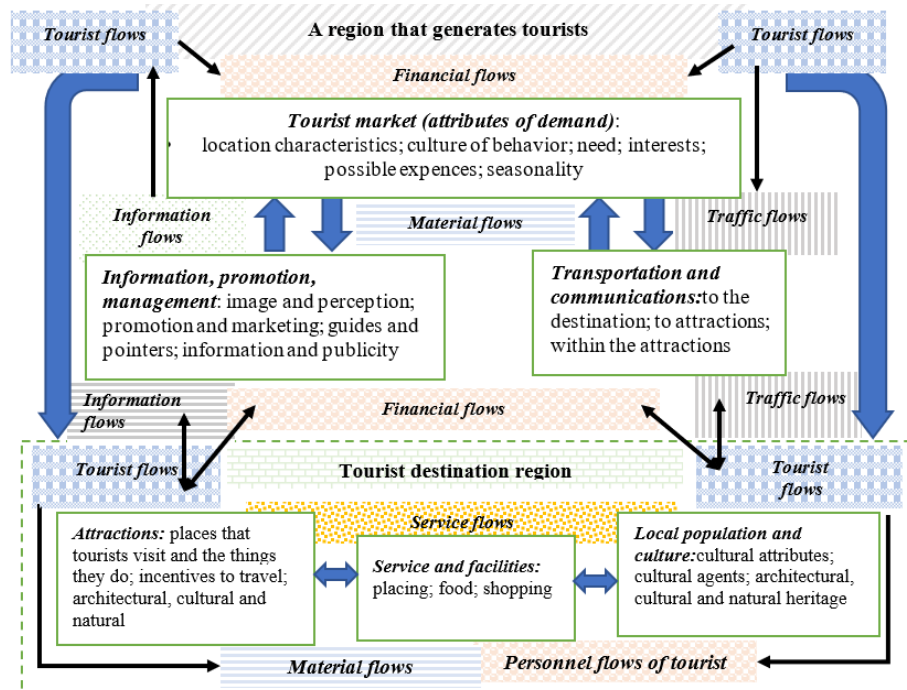 A region that generates tourists
Tourist flows
Tourist flows
Financial flows
Tourist market (attributes of demand):
location characteristics; culture of behavior; need; interests;
possible expences; seasonality
Information
flows
Material flows
Traffic flows
Information, promotion,
management: image and perception;
promotion and marketing; guides and
pointers; information and publicity
Transportation and
communications:to the
destination; to attractions;
within the attractions
Information
flows
Financial flows
Traffic flows
Tourist flows
Tourist destination region
Tourist
flows
Service flows
Attractions: places that
tourists visit and the things
they do; incentives to travel;
architectural, cultural and
natural
Service and facilities:
placing; food; shopping
Local population and
culture:cultural attributes;
cultural agents; architectural,
cultural and natural heritage
Material flows
Personnel flows of tourist